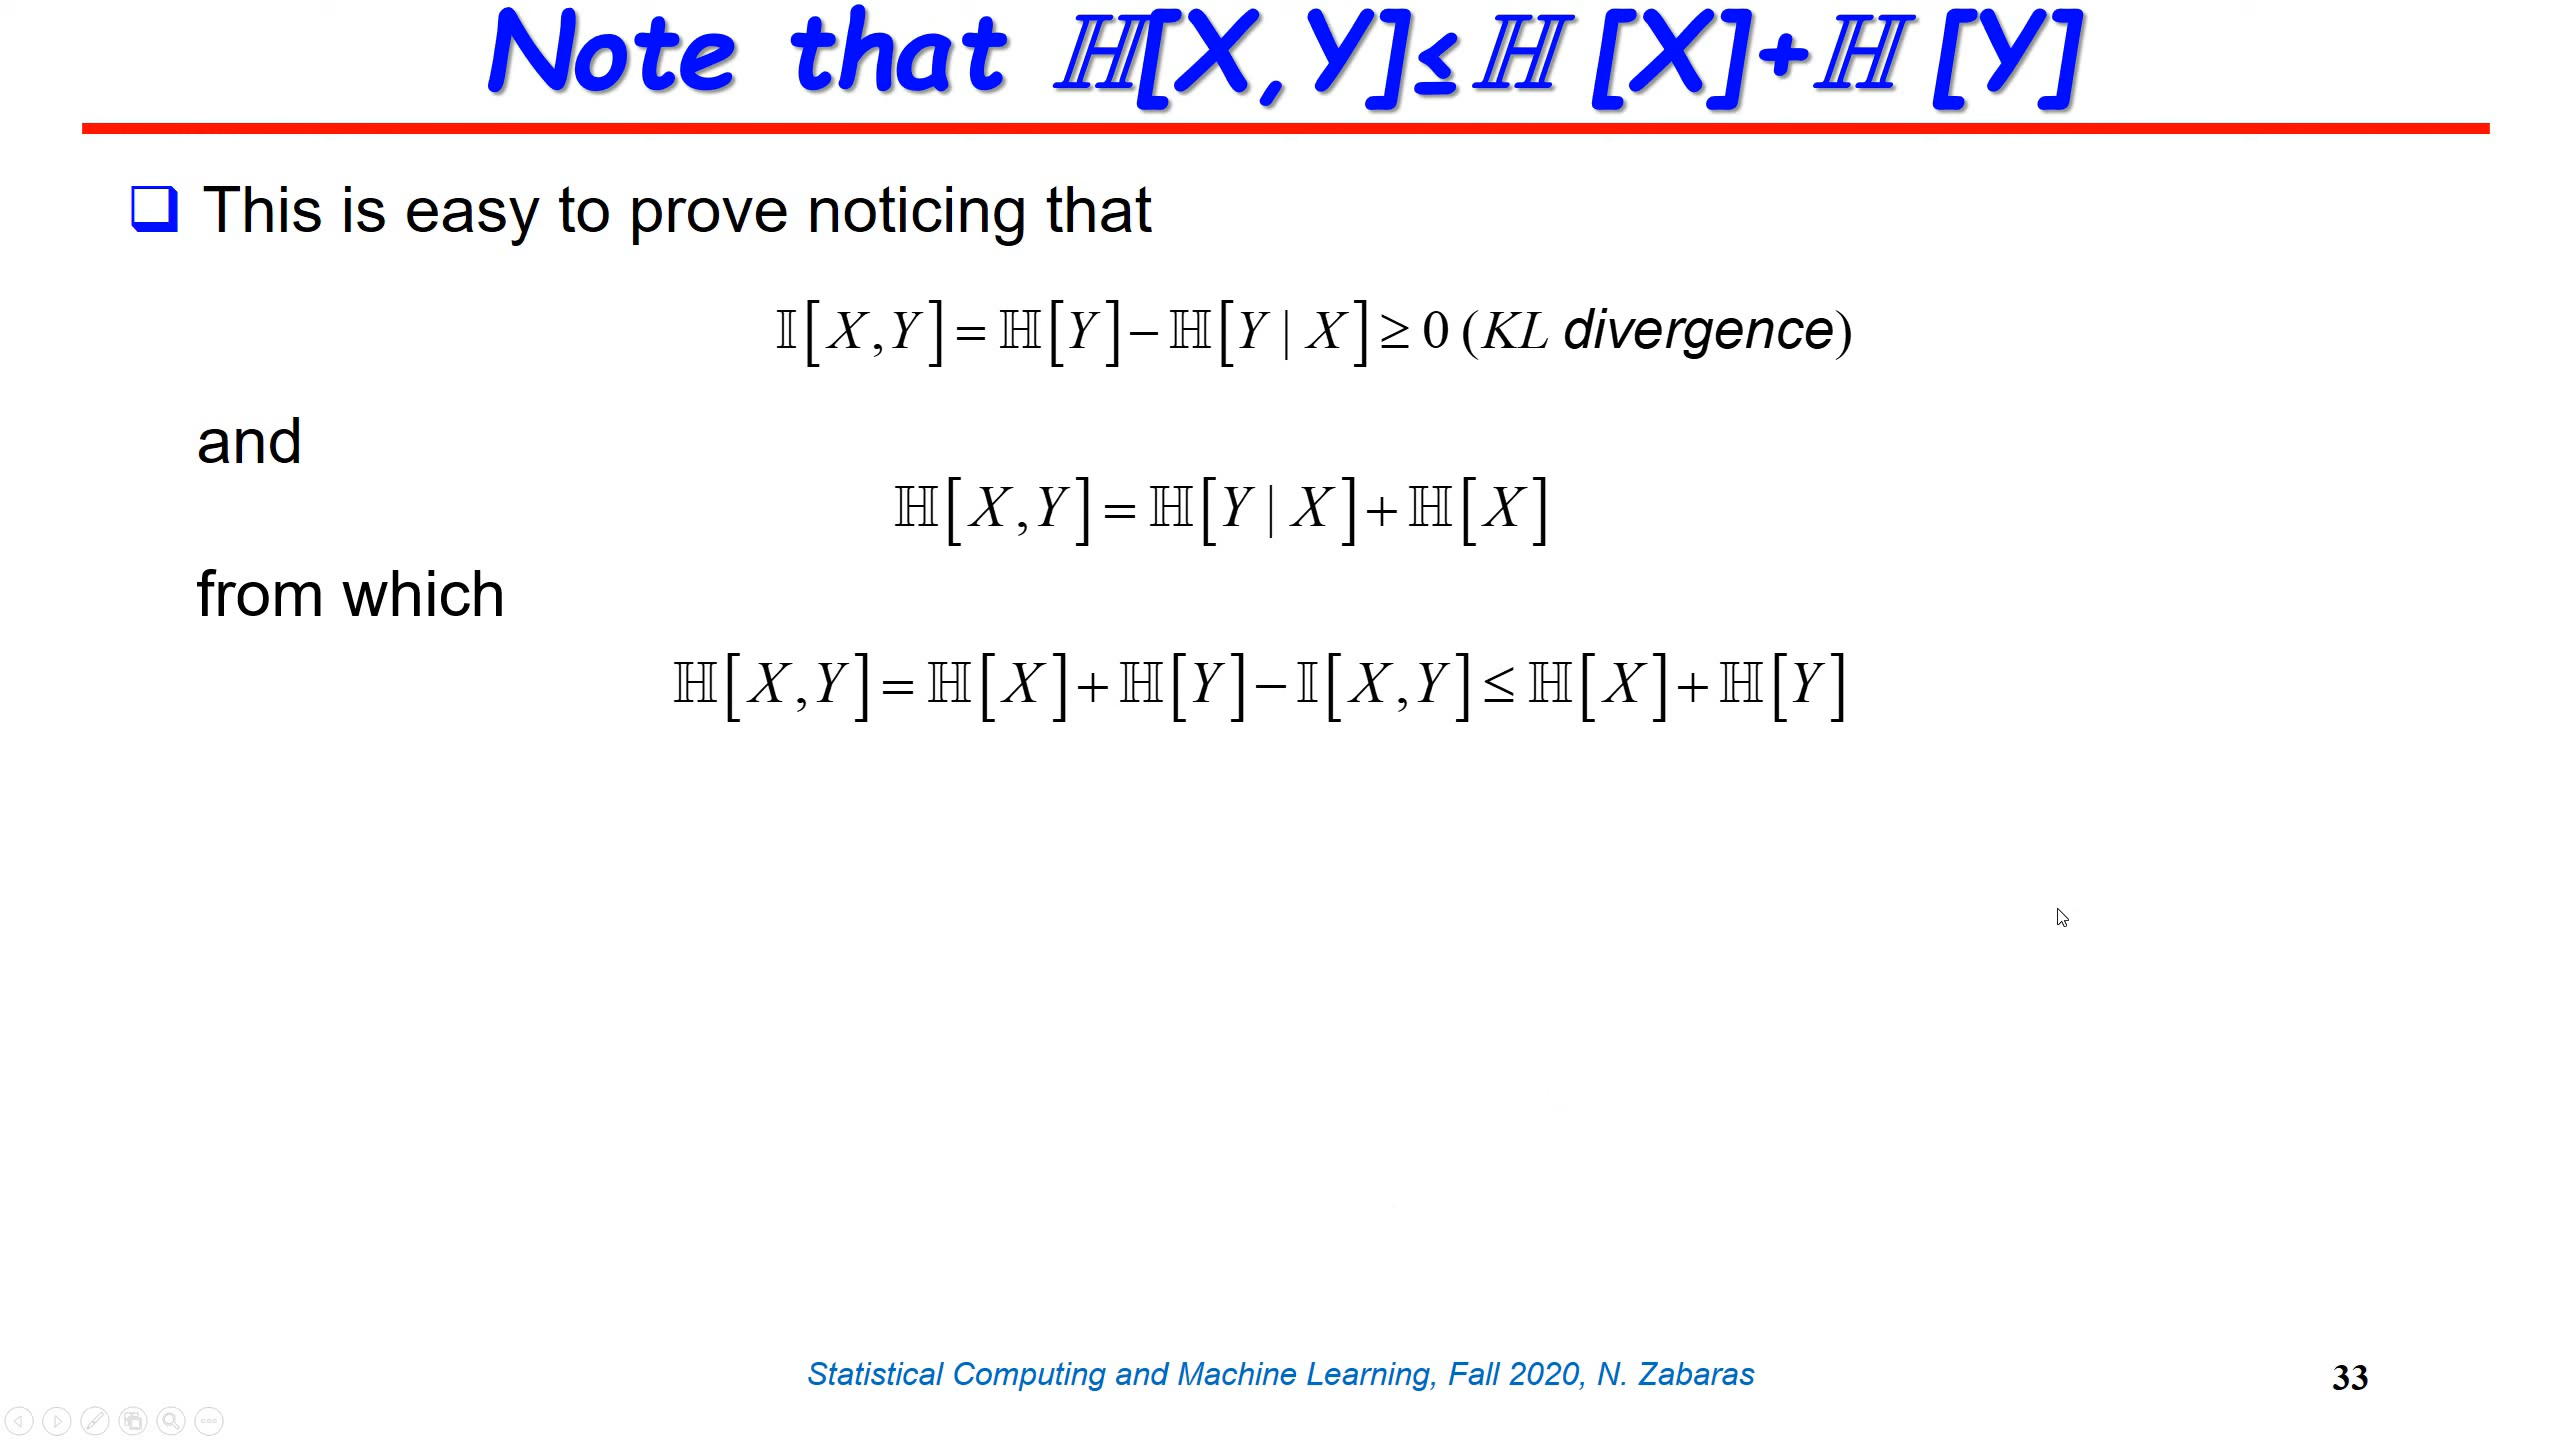 Note that ℍ[X,Y]≤ℍ [X]+ℍ [Y]
This is easy to prove noticing that
𝕀[X,Y]=ℍ[Y]−ℍ[Y | X]≥0 (KL divergence)
and
ℍ[X,Y]=ℍ[Y | X]+ℍ[X]
from which
ℍ[X,Y]=ℍ[X]+ℍ[Y]−𝕀[X,Y]≤ℍ[X]+ℍ[Y]
Statistical Computing and Machine Learning, Fall 2020, N. Zabaras
33